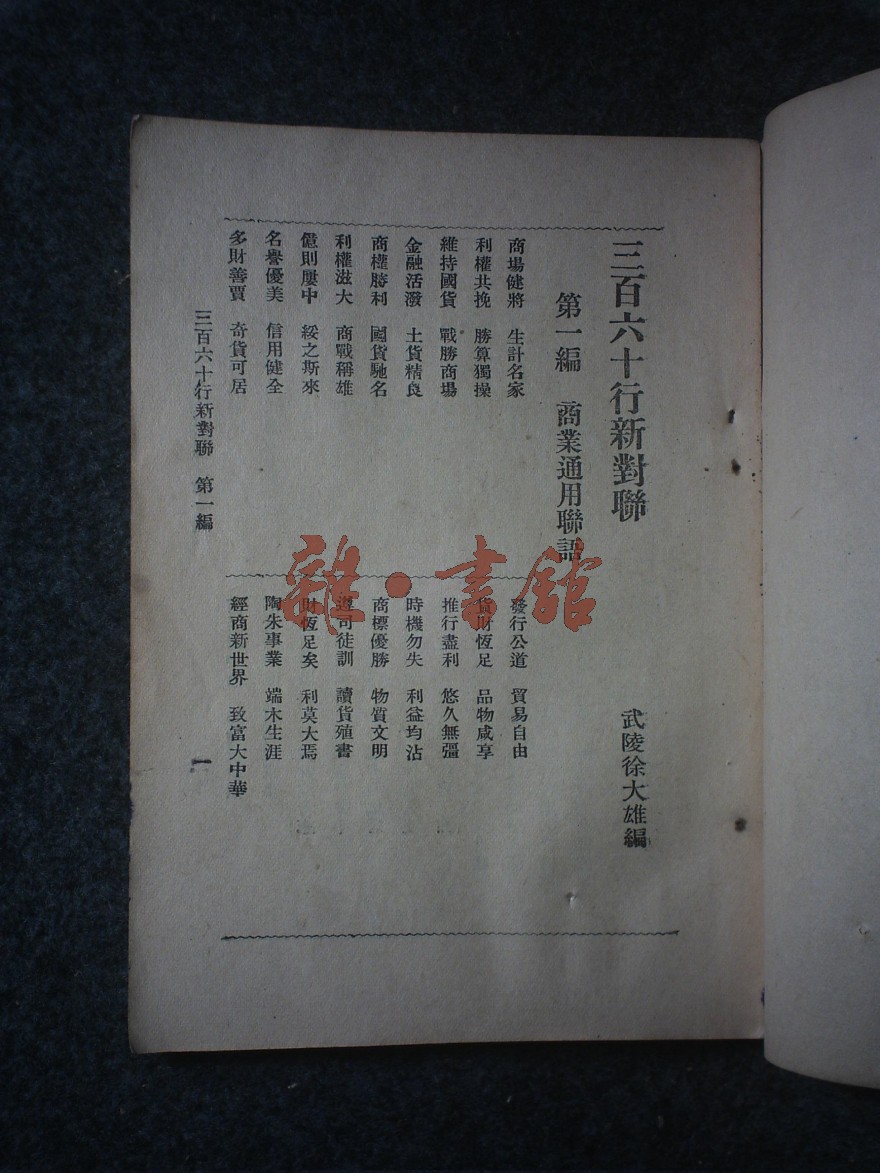 三百六十行新對聯
武陵徐大雄編
第一編　商業通用聯語
商場健將　生計名家
利權共挽　勝算獨操
維持國貨　戰勝商場
金融活潑　土貨精良
商權勝利　國貨馳名
利權滋大　商戰稱雄
億則屢中　綏之斯來
名譽優美　信用健全
多財善賈　奇貨可居
發行公道　貿易自由
貨財恆足　品物咸享
推行盡利　悠久無彊
時機勿失　利益均沾
商標優勝　物質文明
遵司徒訓　讀貨殖書
財恆足矣　利莫大焉
陶朱事業　端木生涯
經商新世界　致富大中華
三百六十行新對聯　第一編
一
雜·書館